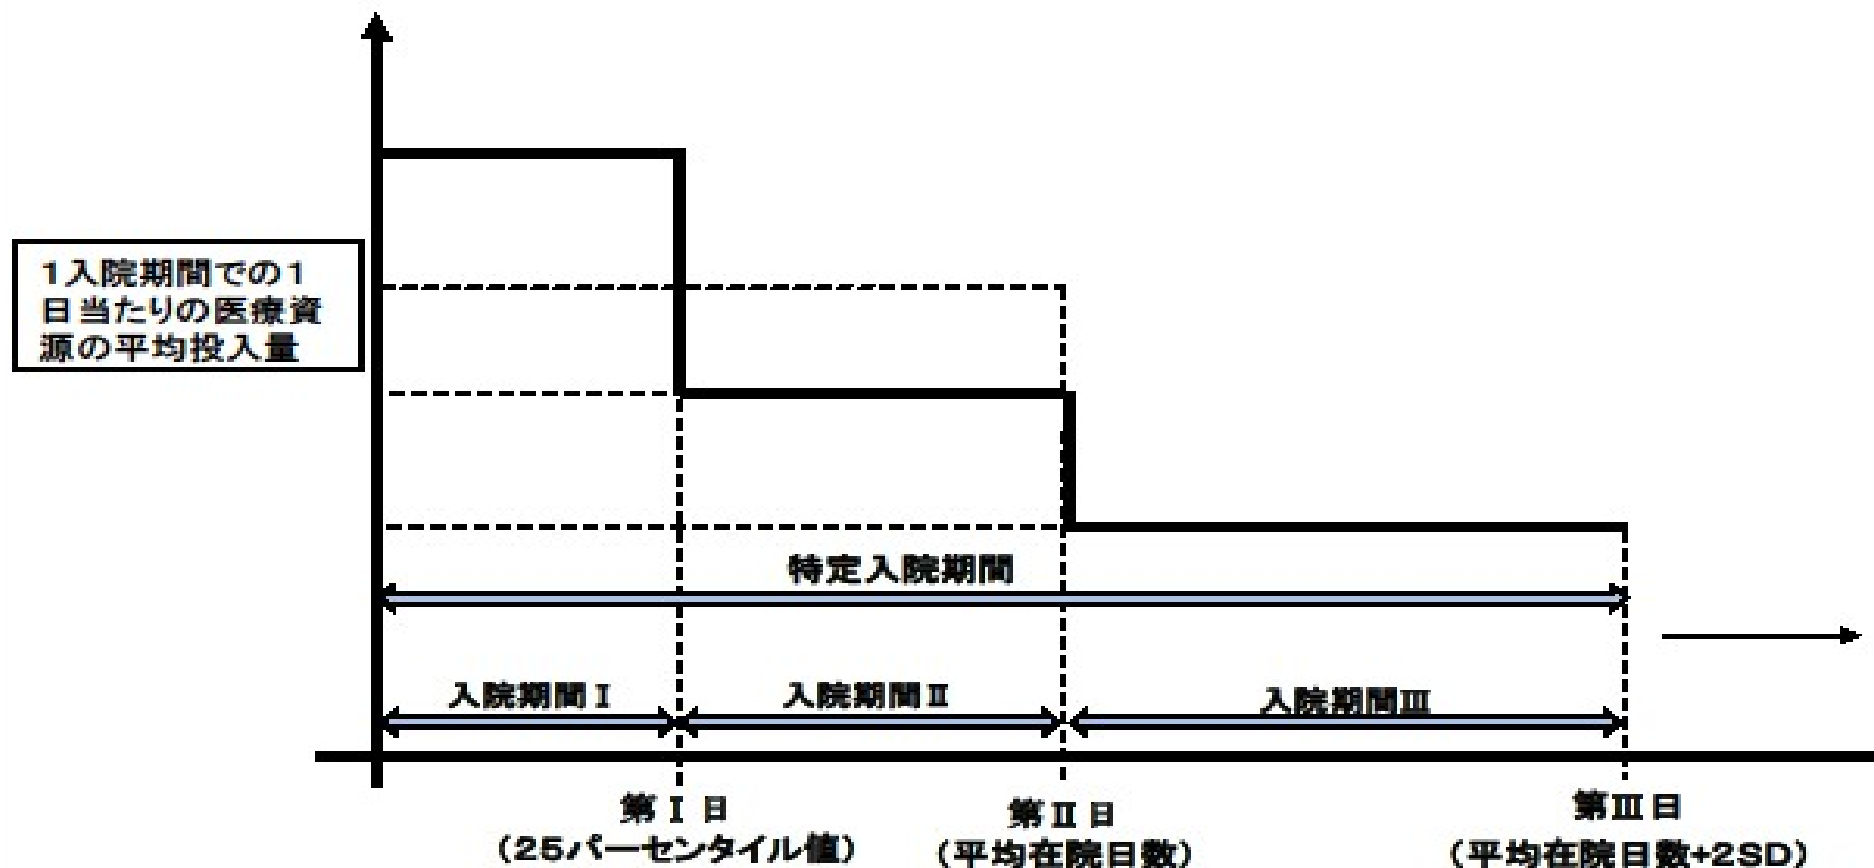 1入院期間での1
日当たりの医療資
源の平均投入量
特定入院期間
入院期間Ⅰ
入院期間Ⅱ
入院期間Ⅲ
第Ⅰ日
(25パーセンタイル値)
第Ⅱ日
(平均在院日数)
第Ⅲ日
(平均在院日数+2SD)